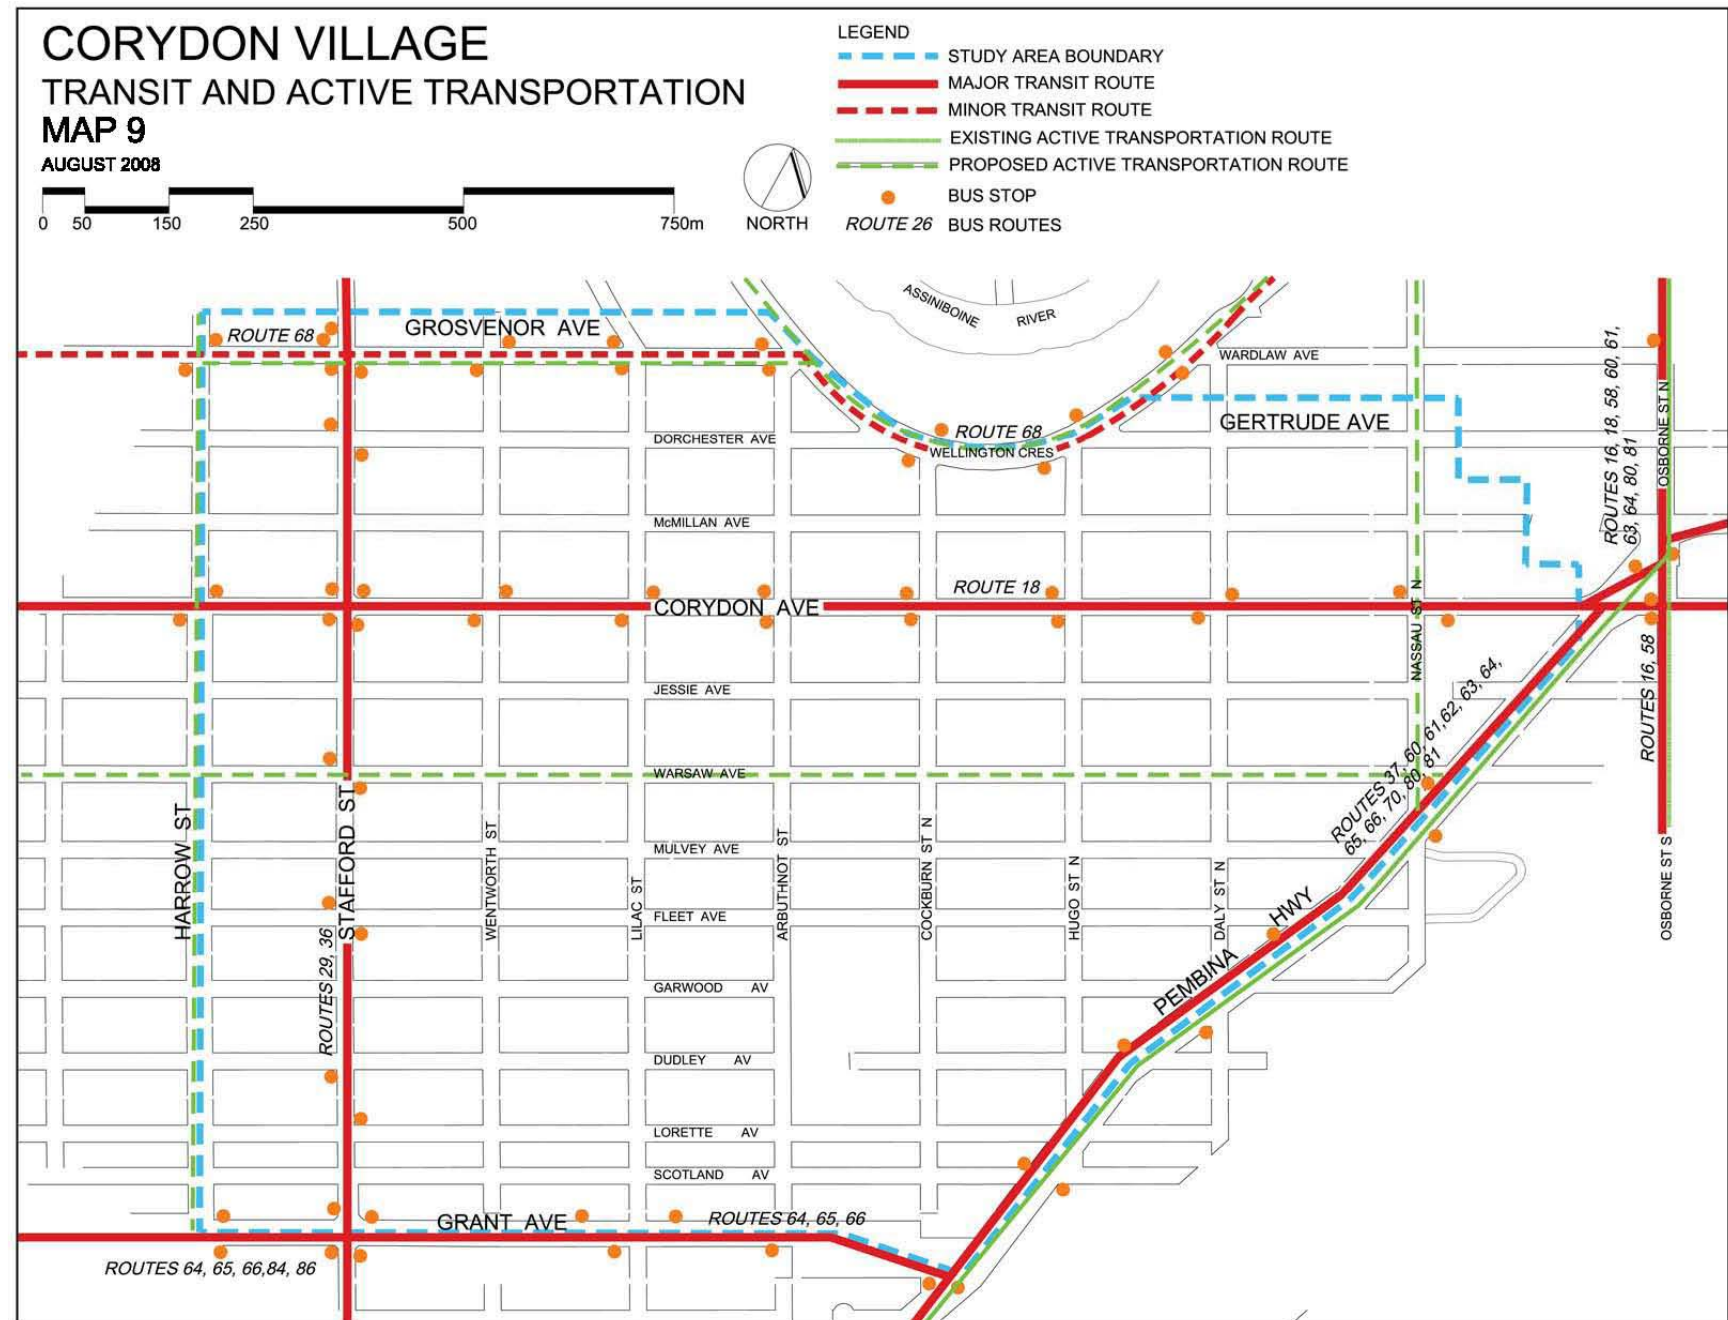 CORYDON VILLAGE
TRANSIT AND ACTIVE TRANSPORTATION
MAP 9
AUGUST 2008
0 50 150 250 500 750m
NORTH
LEGEND
STUDY AREA BOUNDARY
MAJOR TRANSIT ROUTE
MINOR TRANSIT ROUTE
EXISTING ACTIVE TRANSPORTATION ROUTE
PROPOSED ACTIVE TRANSPORTATION ROUTE
BUS STOP
ROUTE 26 BUS ROUTES
ASSINIBOINE RIVER
ROUTE 68
GROSVENOR AVE
WARDLAW AVE
GERTRUDE AVE
ROUTE 68
WELLINGTON CRES
DORCHESTER AVE
McMILLAN AVE
ROUTES 16, 18, 58, 60, 61,
63, 64, 80, 81
OSBORNE ST N
ROUTE 18
CORYDON AVE
NASSAU ST N
JESSIE AVE
ROUTES 16, 58
WARSAW AVE
ROUTES 37, 60, 61,62, 63, 64,
65, 66, 70, 80, 81
HARROW ST
STAFFORD ST
WENTWORTH ST
LILAC ST
ARBUTHNOT ST
COCKBURN ST N
HUGO ST N
DALY ST N
OSBORNE ST S
MULVEY AVE
FLEET AVE
PEMBINA HWY
ROUTES 29, 36
GARWOOD AV
DUDLEY AV
LORETTE AV
SCOTLAND AV
GRANT AVE
ROUTES 64, 65, 66
ROUTES 64, 65, 66,84, 86